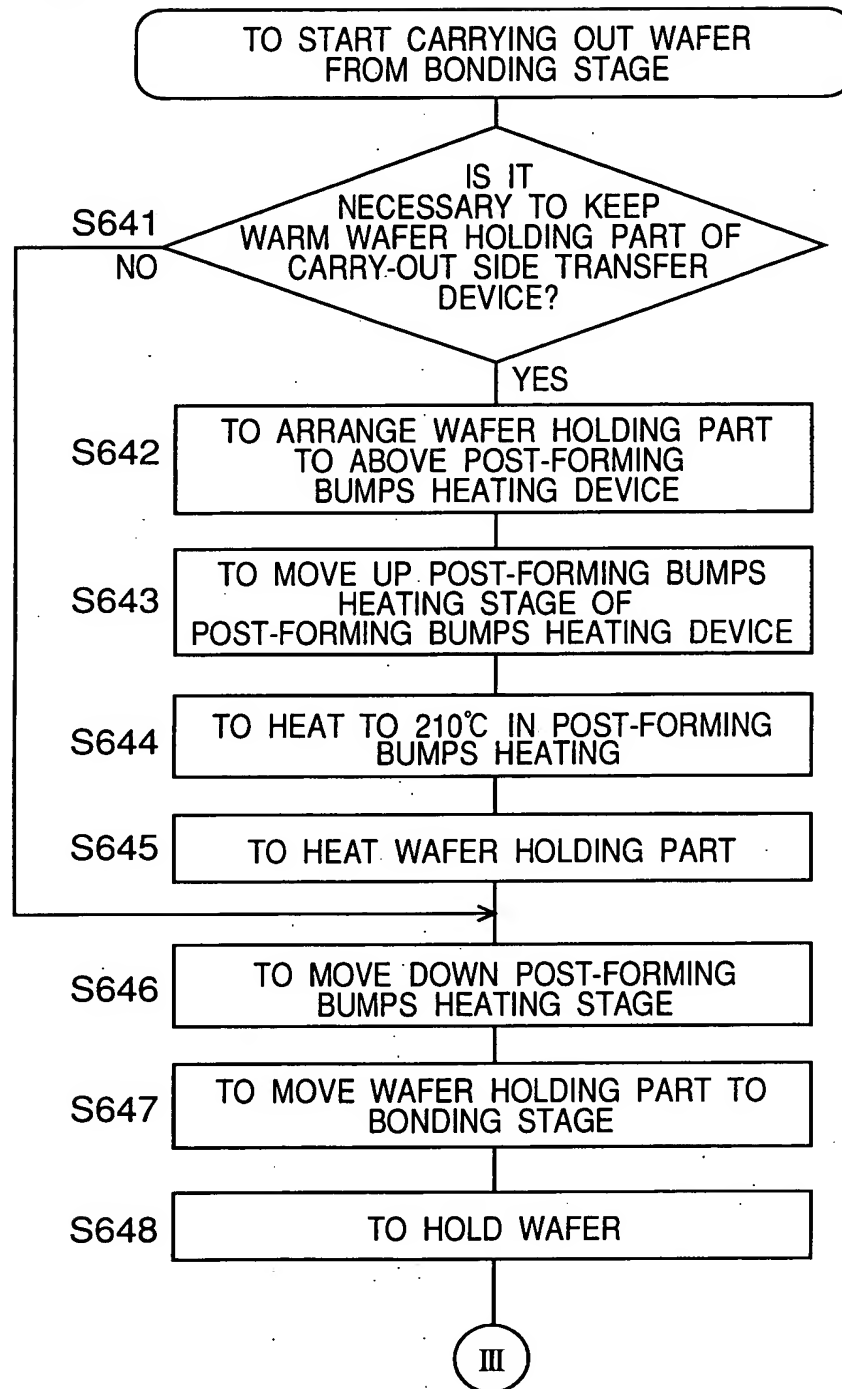 TO START CARRYING OUT WAFER
FROM BONDING STAGE
IS IT
NECESSARY TO KEEP
WARM WAFER HOLDING PART OF
CARRY-OUT SIDE TRANSFER
DEVICE?
S641
NO
YES
S642
TO ARRANGE WAFER HOLDING PART
TO ABOVE POST-FORMING
BUMPS HEATING DEVICE
S643
TO MOVE UP POST-FORMING BUMPS
HEATING STAGE OF
POST-FORMING BUMPS HEATING DEVICE
S644
TO HEAT TO 210℃ IN POST-FORMING
BUMPS HEATING
S645
TO HEAT WAFER HOLDING PART
S646
TO MOVE DOWN POST-FORMING
BUMPS HEATING STAGE
S647
TO MOVE WAFER HOLDING PART TO
BONDING STAGE
S648
TO HOLD WAFER
III